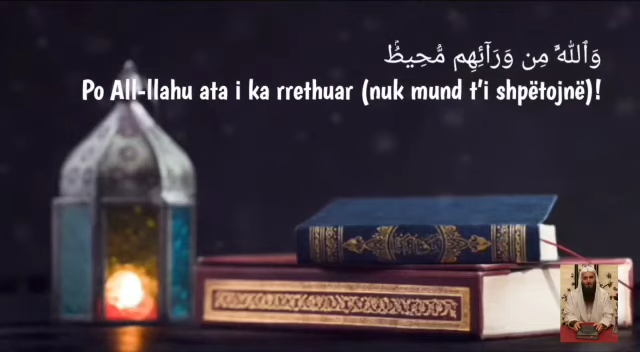 وَٱللَّهُ مِن وَرَآئِهِم مُّحِيطُۢ
Po All-llahu ata i ka rrethuar (nuk mund t'i shpëtojnë)!